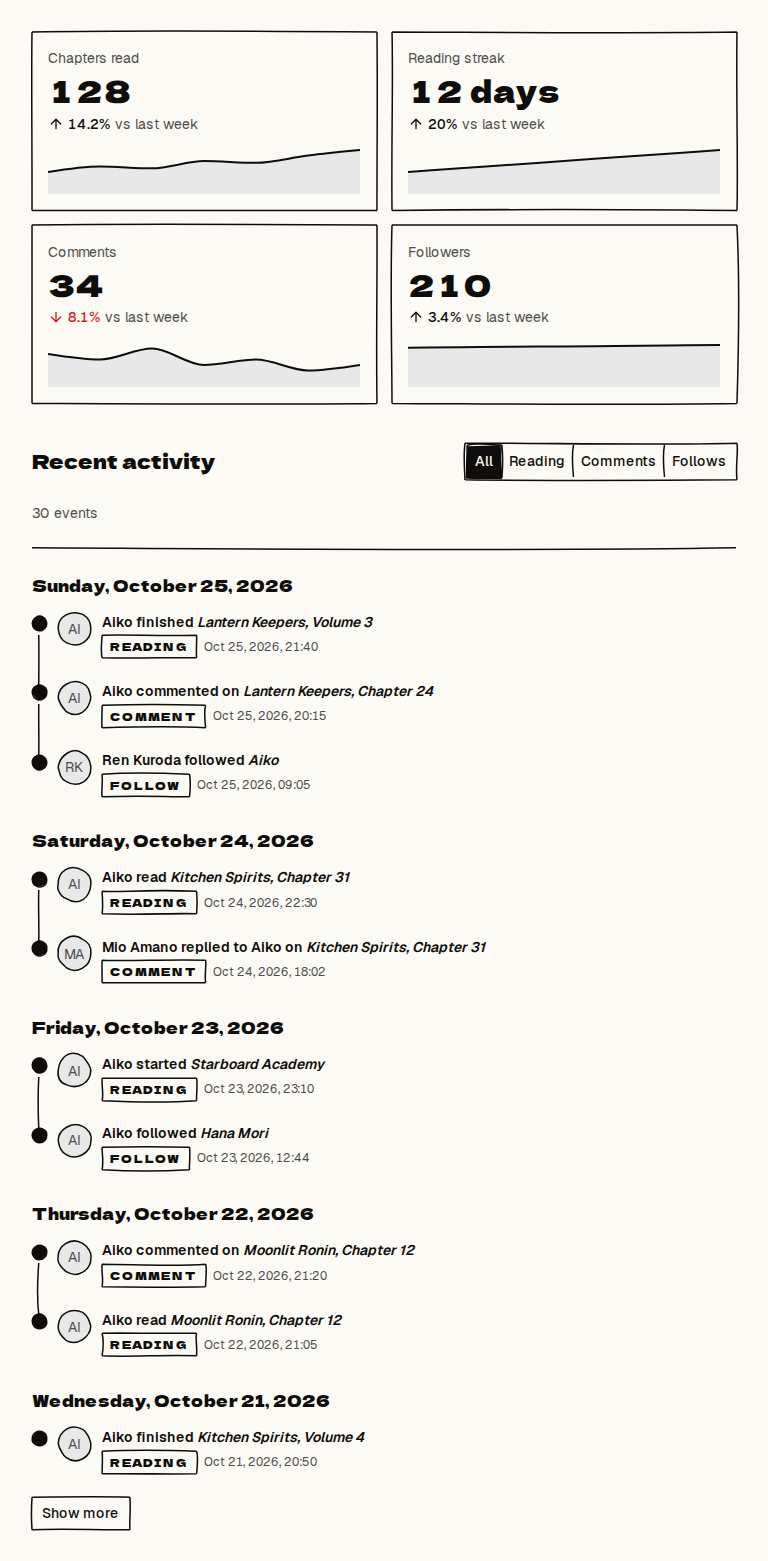 Chapters read
128
↑ 14.2% vs last week
Reading streak
12 days
↑ 20% vs last week
Comments
34
↓ 8.1% vs last week
Followers
210
↑ 3.4% vs last week
Recent activity
All Reading Comments Follows
30 events
Sunday, October 25, 2026
AI
Aiko finished Lantern Keepers, Volume 3
READING Oct 25, 2026, 21:40
AI
Aiko commented on Lantern Keepers, Chapter 24
COMMENT Oct 25, 2026, 20:15
RK
Ren Kuroda followed Aiko
FOLLOW Oct 25, 2026, 09:05
Saturday, October 24, 2026
AI
Aiko read Kitchen Spirits, Chapter 31
READING Oct 24, 2026, 22:30
MA
Mio Amano replied to Aiko on Kitchen Spirits, Chapter 31
COMMENT Oct 24, 2026, 18:02
Friday, October 23, 2026
AI
Aiko started Starboard Academy
READING Oct 23, 2026, 23:10
AI
Aiko followed Hana Mori
FOLLOW Oct 23, 2026, 12:44
Thursday, October 22, 2026
AI
Aiko commented on Moonlit Ronin, Chapter 12
COMMENT Oct 22, 2026, 21:20
AI
Aiko read Moonlit Ronin, Chapter 12
READING Oct 22, 2026, 21:05
Wednesday, October 21, 2026
AI
Aiko finished Kitchen Spirits, Volume 4
READING Oct 21, 2026, 20:50
Show more